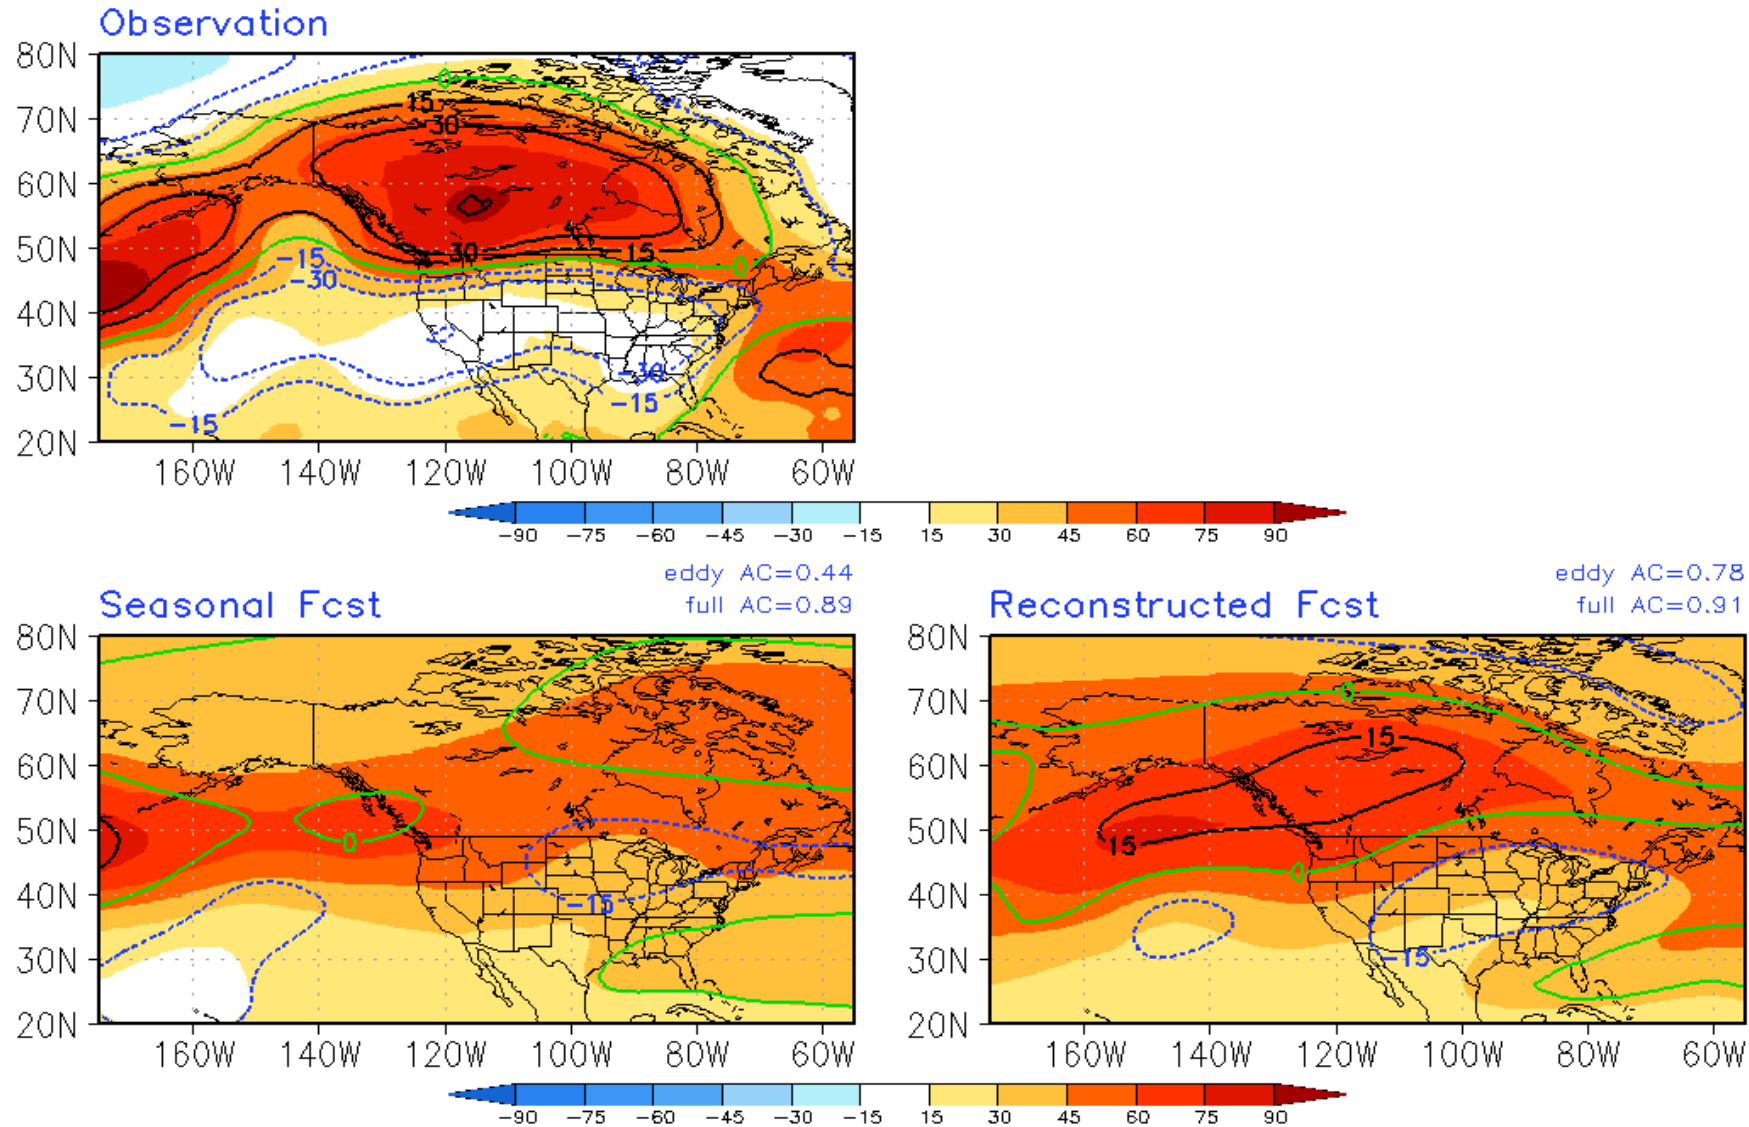 Observation
80N
70N
60N
50N
40N
30N
20N
0
15
30
30
15
0
-15
-30
-30
-15
-15
160W 140W 120W 100W 80W 60W
-90 -75 -60 -45 -30 -15 15 30 45 60 75 90
eddy AC=0.44
Seasonal Fcst full AC=0.89
80N
70N
60N
50N
40N
30N
20N
0
-15
160W 140W 120W 100W 80W 60W
eddy AC=0.78
Reconstructed Fcst full AC=0.91
80N
70N
60N
50N
40N
30N
20N
0
15
15
0
-15
160W 140W 120W 100W 80W 60W
-90 -75 -60 -45 -30 -15 15 30 45 60 75 90